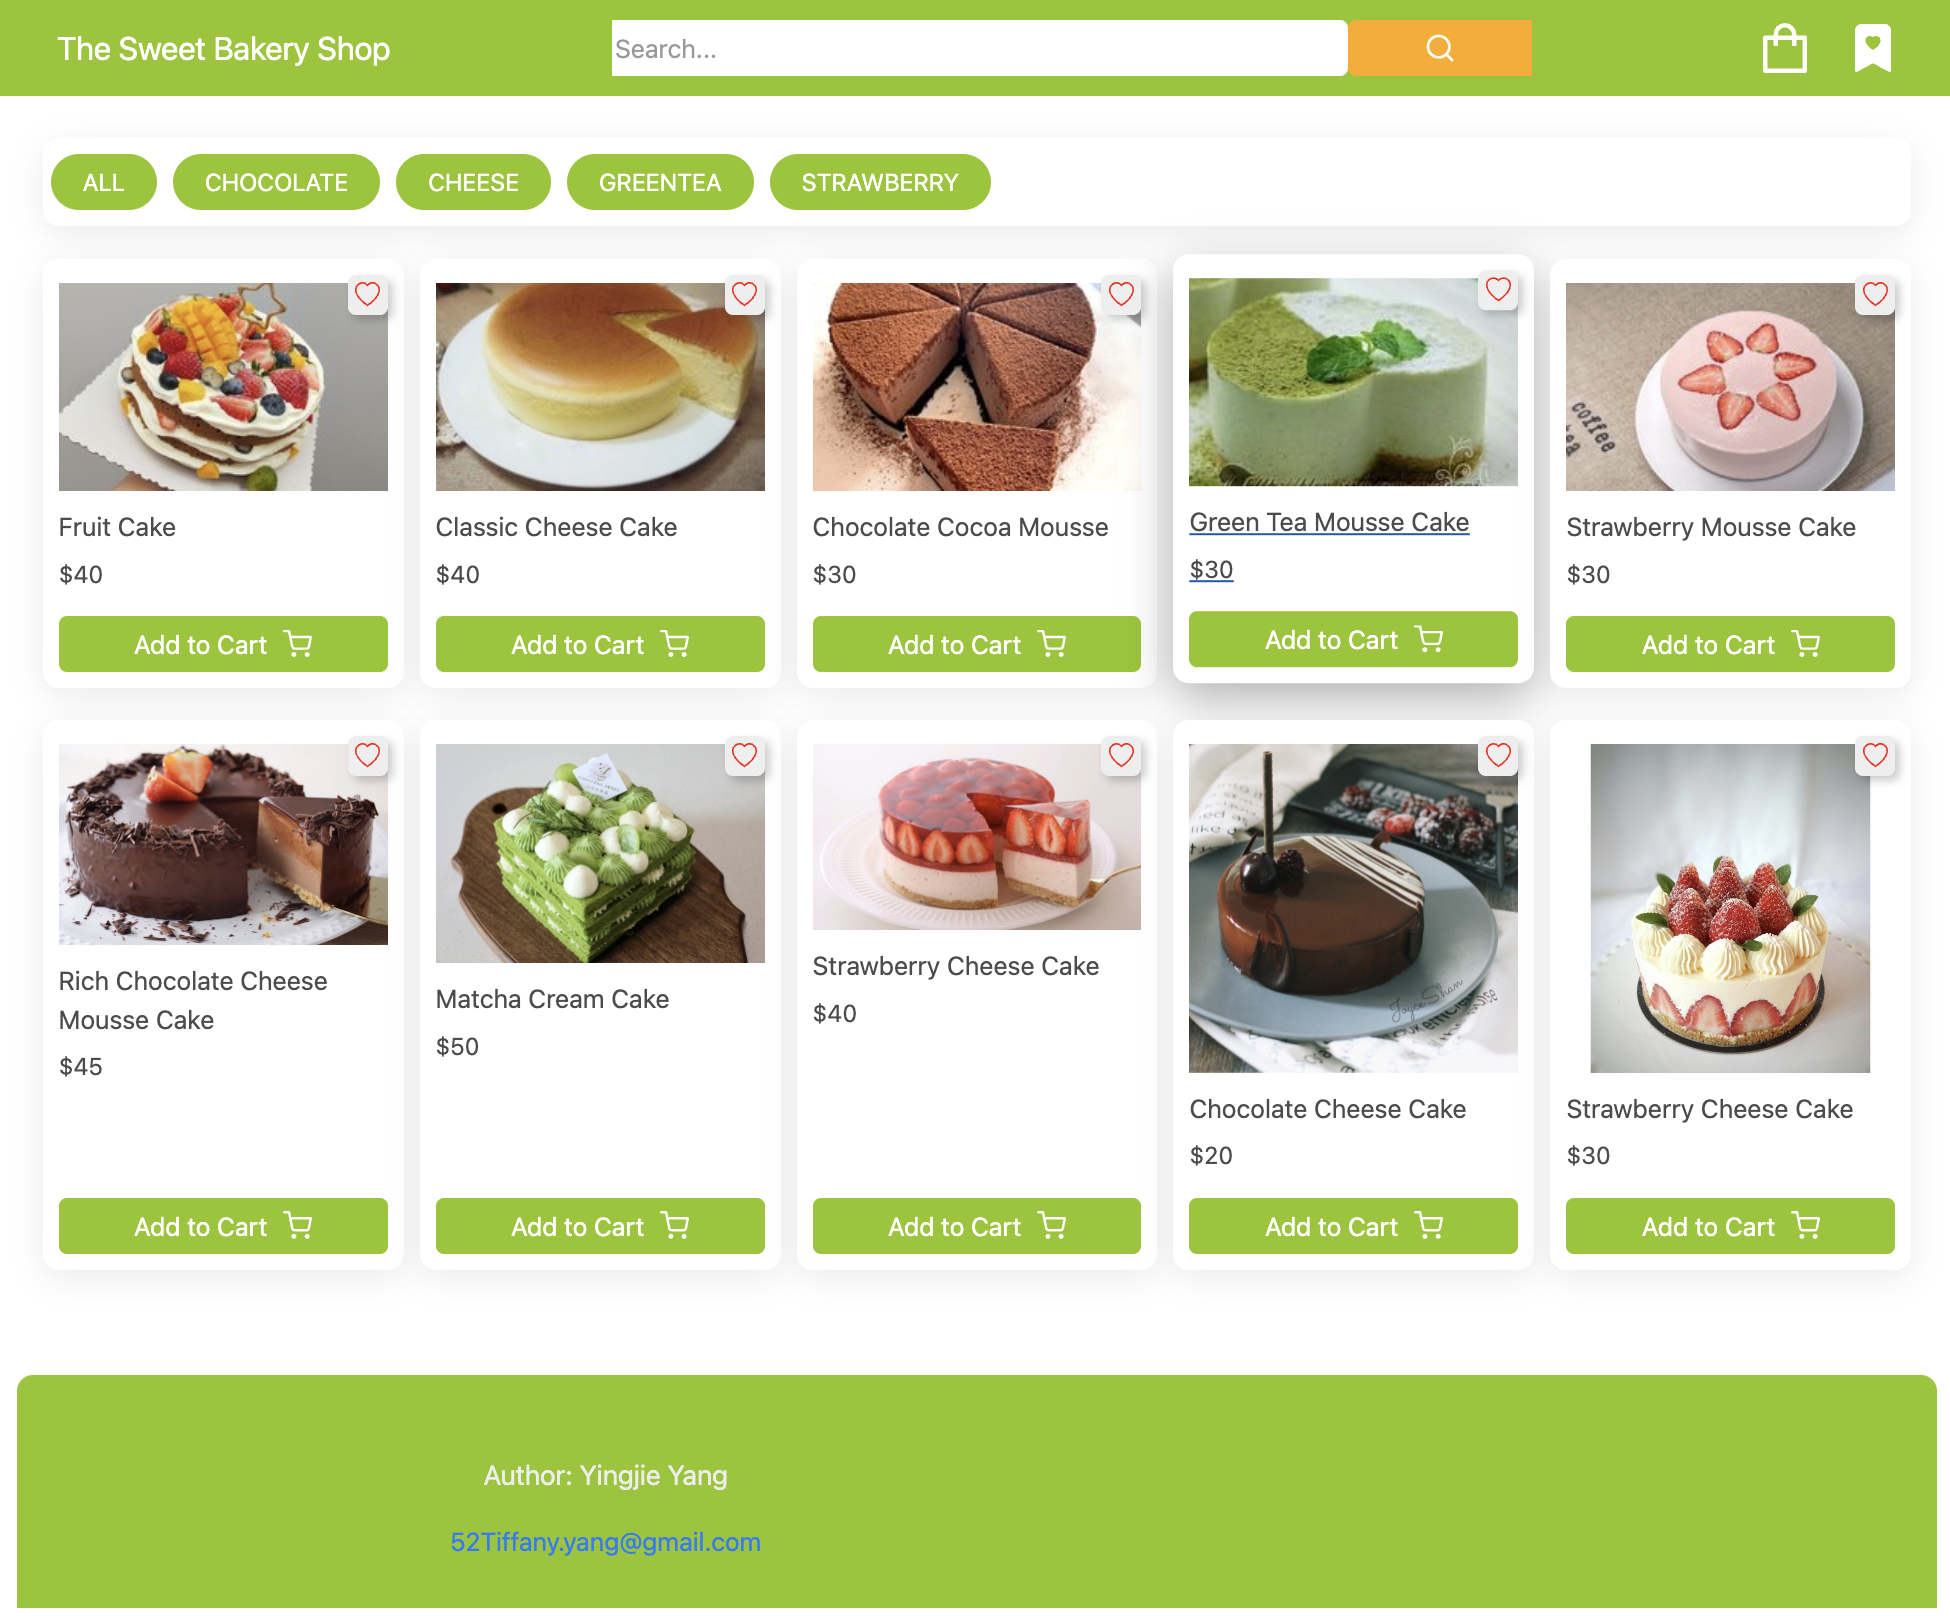 The Sweet Bakery Shop
Search...
ALL
CHOCOLATE
CHEESE
GREENTEA
STRAWBERRY
coffee
Fruit Cake
$40
Add to Cart
Classic Cheese Cake
$40
Add to Cart
Chocolate Cocoa Mousse
$30
Add to Cart
Green Tea Mousse Cake
$30
Add to Cart
Strawberry Mousse Cake
$30
Add to Cart
Rich Chocolate Cheese
Mousse Cake
$45
Add to Cart
Matcha Cream Cake
$50
Add to Cart
Strawberry Cheese Cake
$40
Add to Cart
Joyce Shan
Chocolate Cheese Cake
$20
Add to Cart
Strawberry Cheese Cake
$30
Add to Cart
Author: Yingjie Yang
52Tiffany.yang@gmail.com